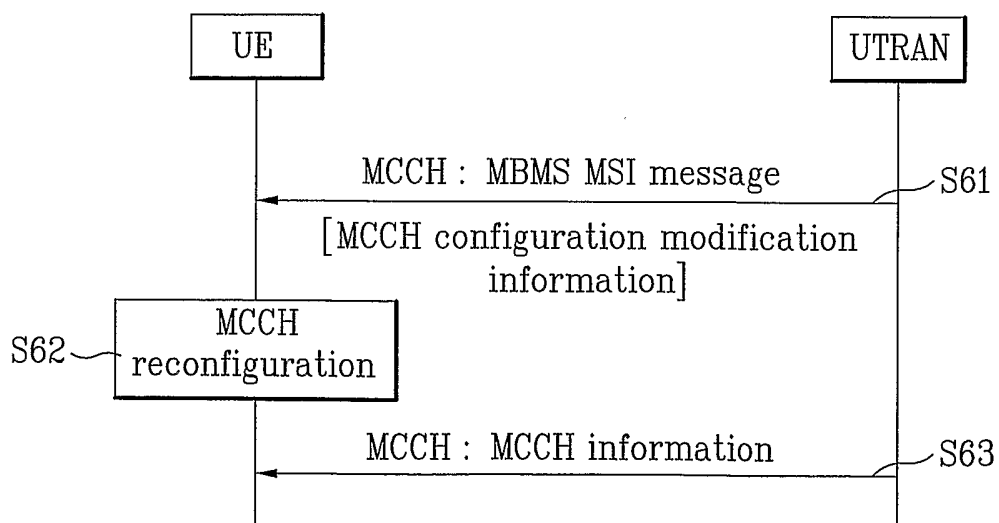 UE
UTRAN
MCCH : MBMS MSI message
S61
[MCCH configuration modification
information]
MCCH
reconfiguration
S62
MCCH : MCCH information
S63